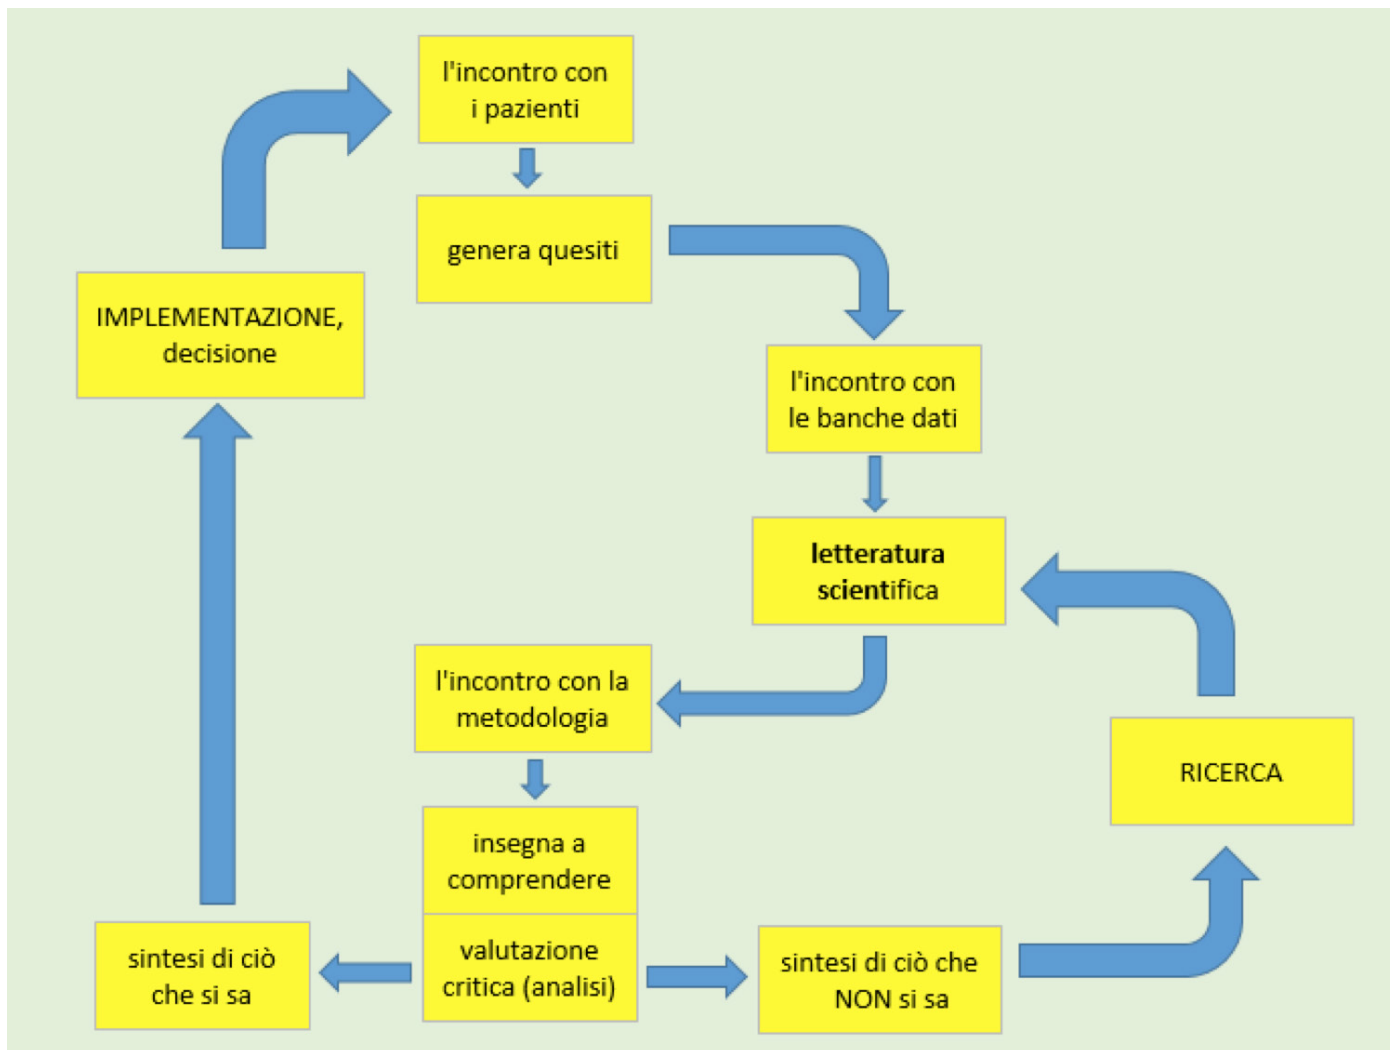 l'incontro con
i pazienti
genera quesiti
IMPLEMENTAZIONE,
decisione
l'incontro con
le banche dati
letteratura
scientifica
l'incontro con la
metodologia
RICERCA
insegna a
comprendere
valutazione
critica (analisi)
sintesi di ciò
che si sa
sintesi di ciò che
NON si sa